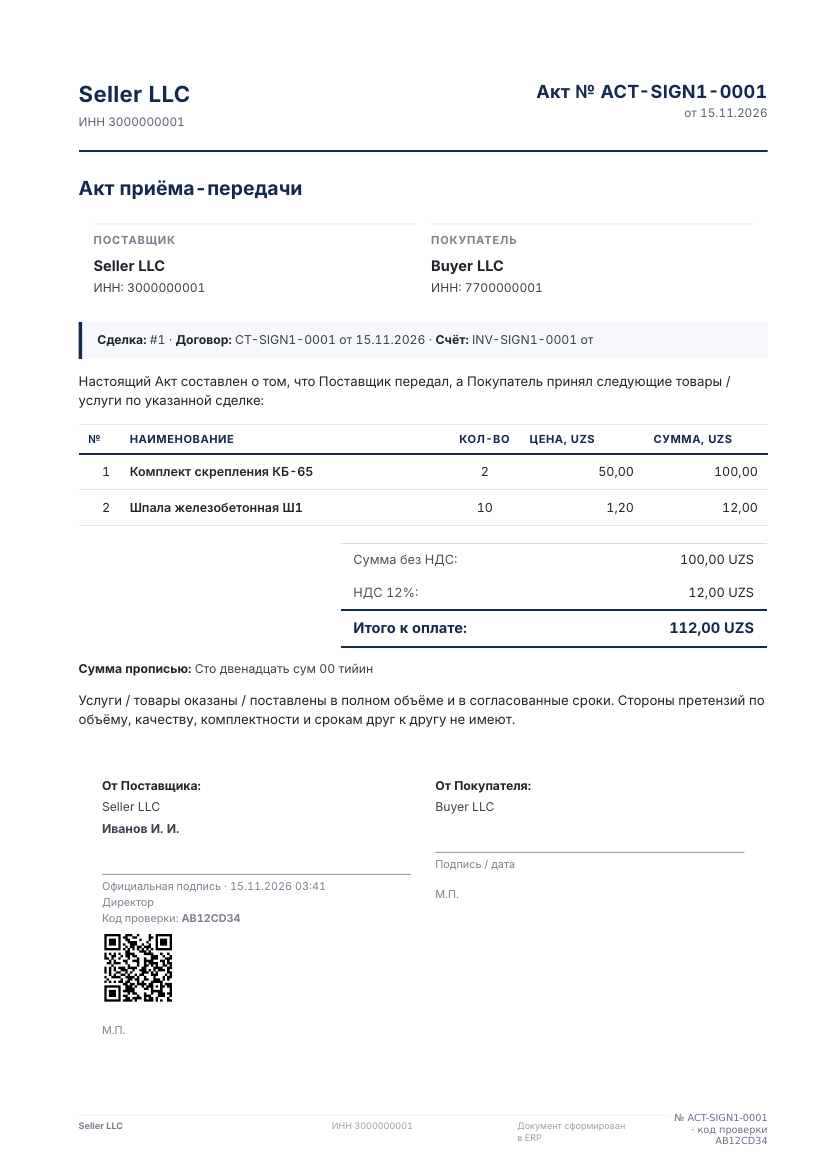 Seller LLC
Акт № ACT-SIGN1-0001
ИНН 3000000001
от 15.11.2026
Акт приёма-передачи
ПОСТАВЩИК
Seller LLC
ИНН: 3000000001
ПОКУПАТЕЛЬ
Buyer LLC
ИНН: 7700000001
Сделка: #1 · Договор: CT-SIGN1-0001 от 15.11.2026 · Счёт: INV-SIGN1-0001 от
Настоящий Акт составлен о том, что Поставщик передал, а Покупатель принял следующие товары /
услуги по указанной сделке:
№ НАИМЕНОВАНИЕ КОЛ-ВО ЦЕНА, UZS СУММА, UZS
1 Комплект скрепления КБ-65 2 50,00 100,00
2 Шпала железобетонная Ш1 10 1,20 12,00
Сумма без НДС: 100,00 UZS
НДС 12%: 12,00 UZS
Итого к оплате: 112,00 UZS
Сумма прописью: Сто двенадцать сум 00 тийин
Услуги / товары оказаны / поставлены в полном объёме и в согласованные сроки. Стороны претензий по
объёму, качеству, комплектности и срокам друг к другу не имеют.
От Поставщика:
Seller LLC
Иванов И. И.
Официальная подпись · 15.11.2026 03:41
Директор
Код проверки: AB12CD34
М.П.
От Покупателя:
Buyer LLC
Подпись / дата
М.П.
Seller LLC
ИНН 3000000001
Документ сформирован
в ERP
№ ACT-SIGN1-0001
· код проверки
AB12CD34